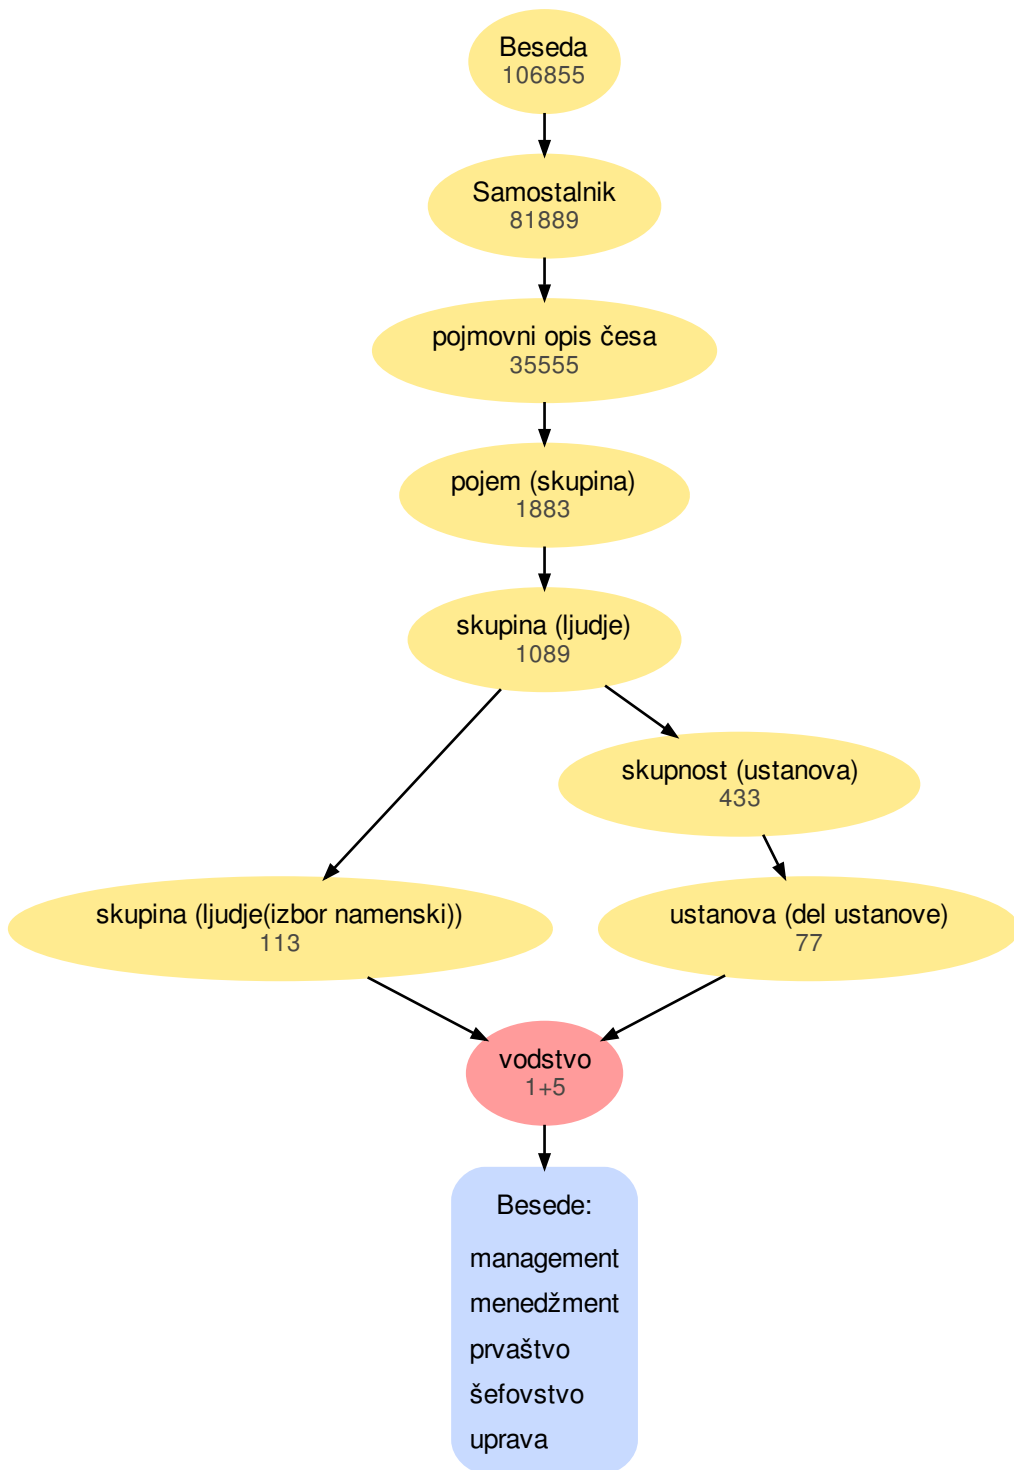 Beseda
106855
Samostalnik
81889
pojmovni opis česa
35555
pojem (skupina)
1883
skupina (ljudje)
1089
skupnost (ustanova)
433
skupina (ljudje(izbor namenski))
113
ustanova (del ustanove)
77
vodstvo
1+5
Besede:
management
menedžment
prvaštvo
šefovstvo
uprava